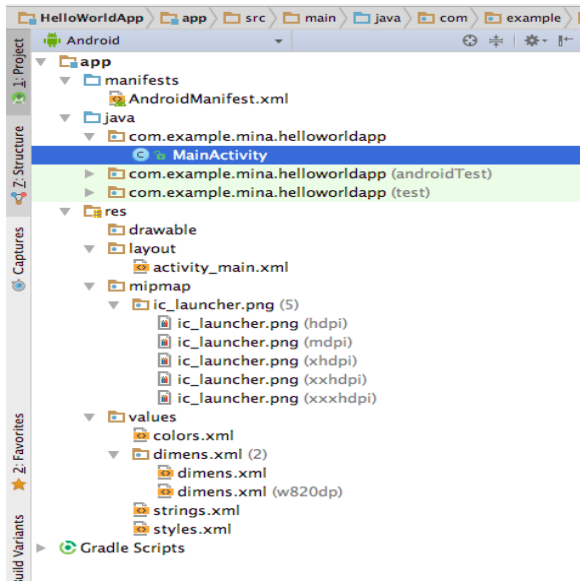 HelloWorldApp app src main java com example
Android
app
manifests
AndroidManifest.xml
java
com.example.mina.helloworldapp
MainActivity
com.example.mina.helloworldapp (androidTest)
com.example.mina.helloworldapp (test)
res
drawable
layout
activity_main.xml
mipmap
ic_launcher.png (5)
ic_launcher.png (hdpi)
ic_launcher.png (mdpi)
ic_launcher.png (xhdpi)
ic_launcher.png (xxhdpi)
ic_launcher.png (xxxhdpi)
values
colors.xml
dimens.xml (2)
dimens.xml
dimens.xml (w820dp)
strings.xml
styles.xml
Gradle Scripts
1: Project
Z: Structure
Captures
2: Favorites
Build Variants